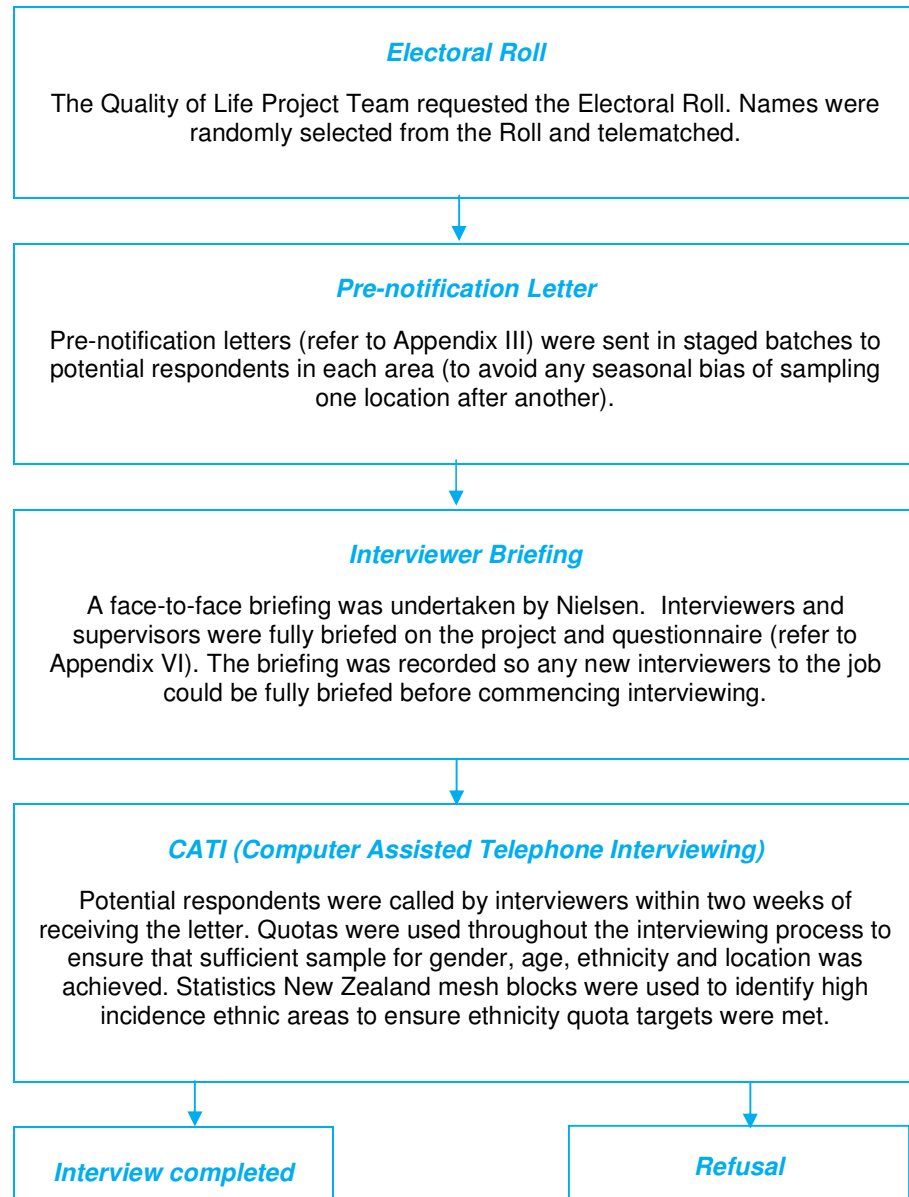 Electoral Roll
The Quality of Life Project Team requested the Electoral Roll. Names were
randomly selected from the Roll and telematched.
Pre-notification Letter
Pre-notification letters (refer to Appendix III) were sent in staged batches to
potential respondents in each area (to avoid any seasonal bias of sampling
one location after another).
Interviewer Briefing
A face-to-face briefing was undertaken by Nielsen.  Interviewers and
supervisors were fully briefed on the project and questionnaire (refer to
Appendix VI). The briefing was recorded so any new interviewers to the job
could be fully briefed before commencing interviewing.
CATI (Computer Assisted Telephone Interviewing)
Potential respondents were called by interviewers within two weeks of
receiving the letter. Quotas were used throughout the interviewing process to
ensure that sufficient sample for gender, age, ethnicity and location was
achieved. Statistics New Zealand mesh blocks were used to identify high
incidence ethnic areas to ensure ethnicity quota targets were met.
Interview completed
Refusal